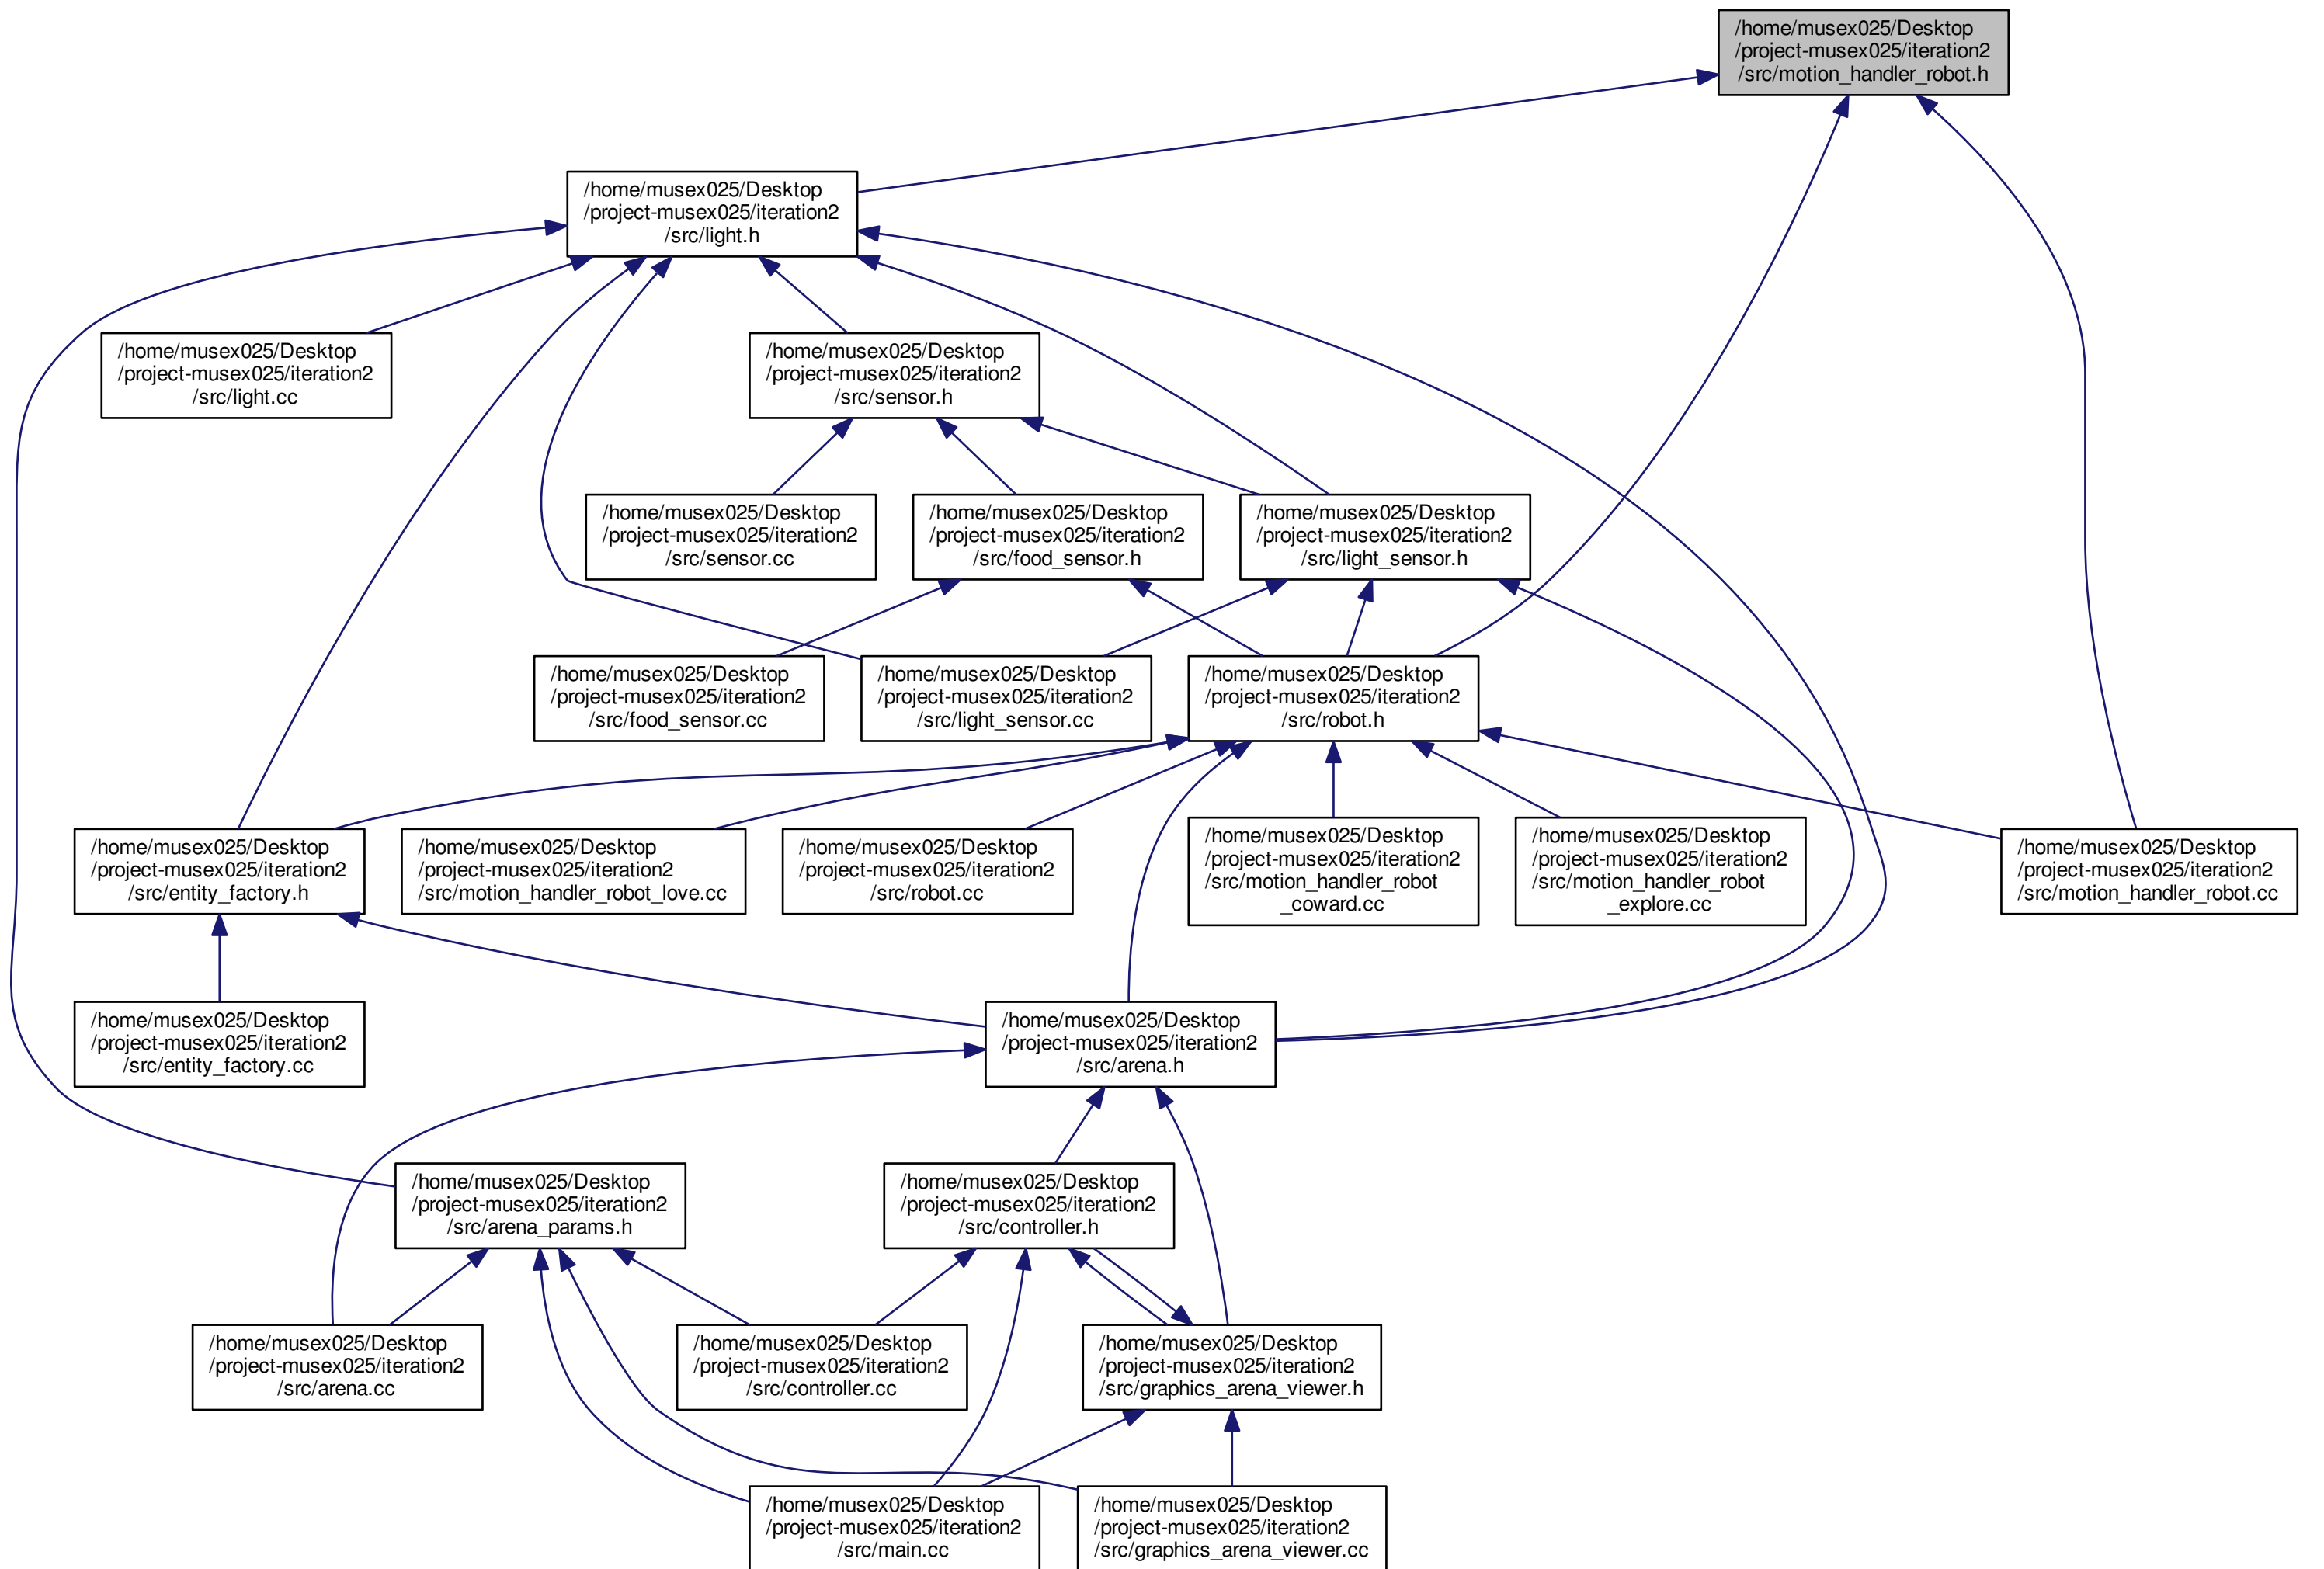 /home/musex025/Desktop
/project-musex025/iteration2
/src/motion_handler_robot.h
/home/musex025/Desktop
/project-musex025/iteration2
/src/light.h
/home/musex025/Desktop
/project-musex025/iteration2
/src/light.cc
/home/musex025/Desktop
/project-musex025/iteration2
/src/sensor.h
/home/musex025/Desktop
/project-musex025/iteration2
/src/sensor.cc
/home/musex025/Desktop
/project-musex025/iteration2
/src/food_sensor.h
/home/musex025/Desktop
/project-musex025/iteration2
/src/light_sensor.h
/home/musex025/Desktop
/project-musex025/iteration2
/src/food_sensor.cc
/home/musex025/Desktop
/project-musex025/iteration2
/src/light_sensor.cc
/home/musex025/Desktop
/project-musex025/iteration2
/src/robot.h
/home/musex025/Desktop
/project-musex025/iteration2
/src/entity_factory.h
/home/musex025/Desktop
/project-musex025/iteration2
/src/motion_handler_robot_love.cc
/home/musex025/Desktop
/project-musex025/iteration2
/src/robot.cc
/home/musex025/Desktop
/project-musex025/iteration2
/src/motion_handler_robot
_coward.cc
/home/musex025/Desktop
/project-musex025/iteration2
/src/motion_handler_robot
_explore.cc
/home/musex025/Desktop
/project-musex025/iteration2
/src/motion_handler_robot.cc
/home/musex025/Desktop
/project-musex025/iteration2
/src/entity_factory.cc
/home/musex025/Desktop
/project-musex025/iteration2
/src/arena.h
/home/musex025/Desktop
/project-musex025/iteration2
/src/arena_params.h
/home/musex025/Desktop
/project-musex025/iteration2
/src/controller.h
/home/musex025/Desktop
/project-musex025/iteration2
/src/arena.cc
/home/musex025/Desktop
/project-musex025/iteration2
/src/controller.cc
/home/musex025/Desktop
/project-musex025/iteration2
/src/graphics_arena_viewer.h
/home/musex025/Desktop
/project-musex025/iteration2
/src/main.cc
/home/musex025/Desktop
/project-musex025/iteration2
/src/graphics_arena_viewer.cc